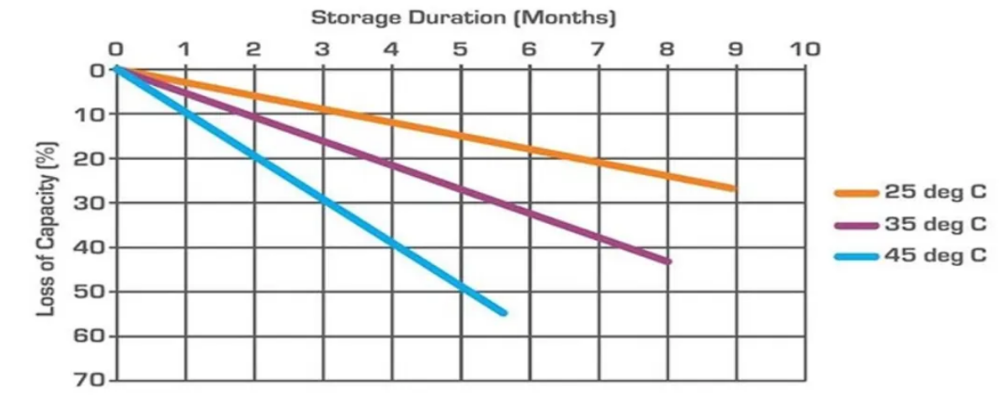 Storage Duration (Months)
0 1 2 3 4 5 6 7 8 9 10
0
10
20
30
40
50
60
70
Loss of Capacity (%)
25 deg C
35 deg C
45 deg C